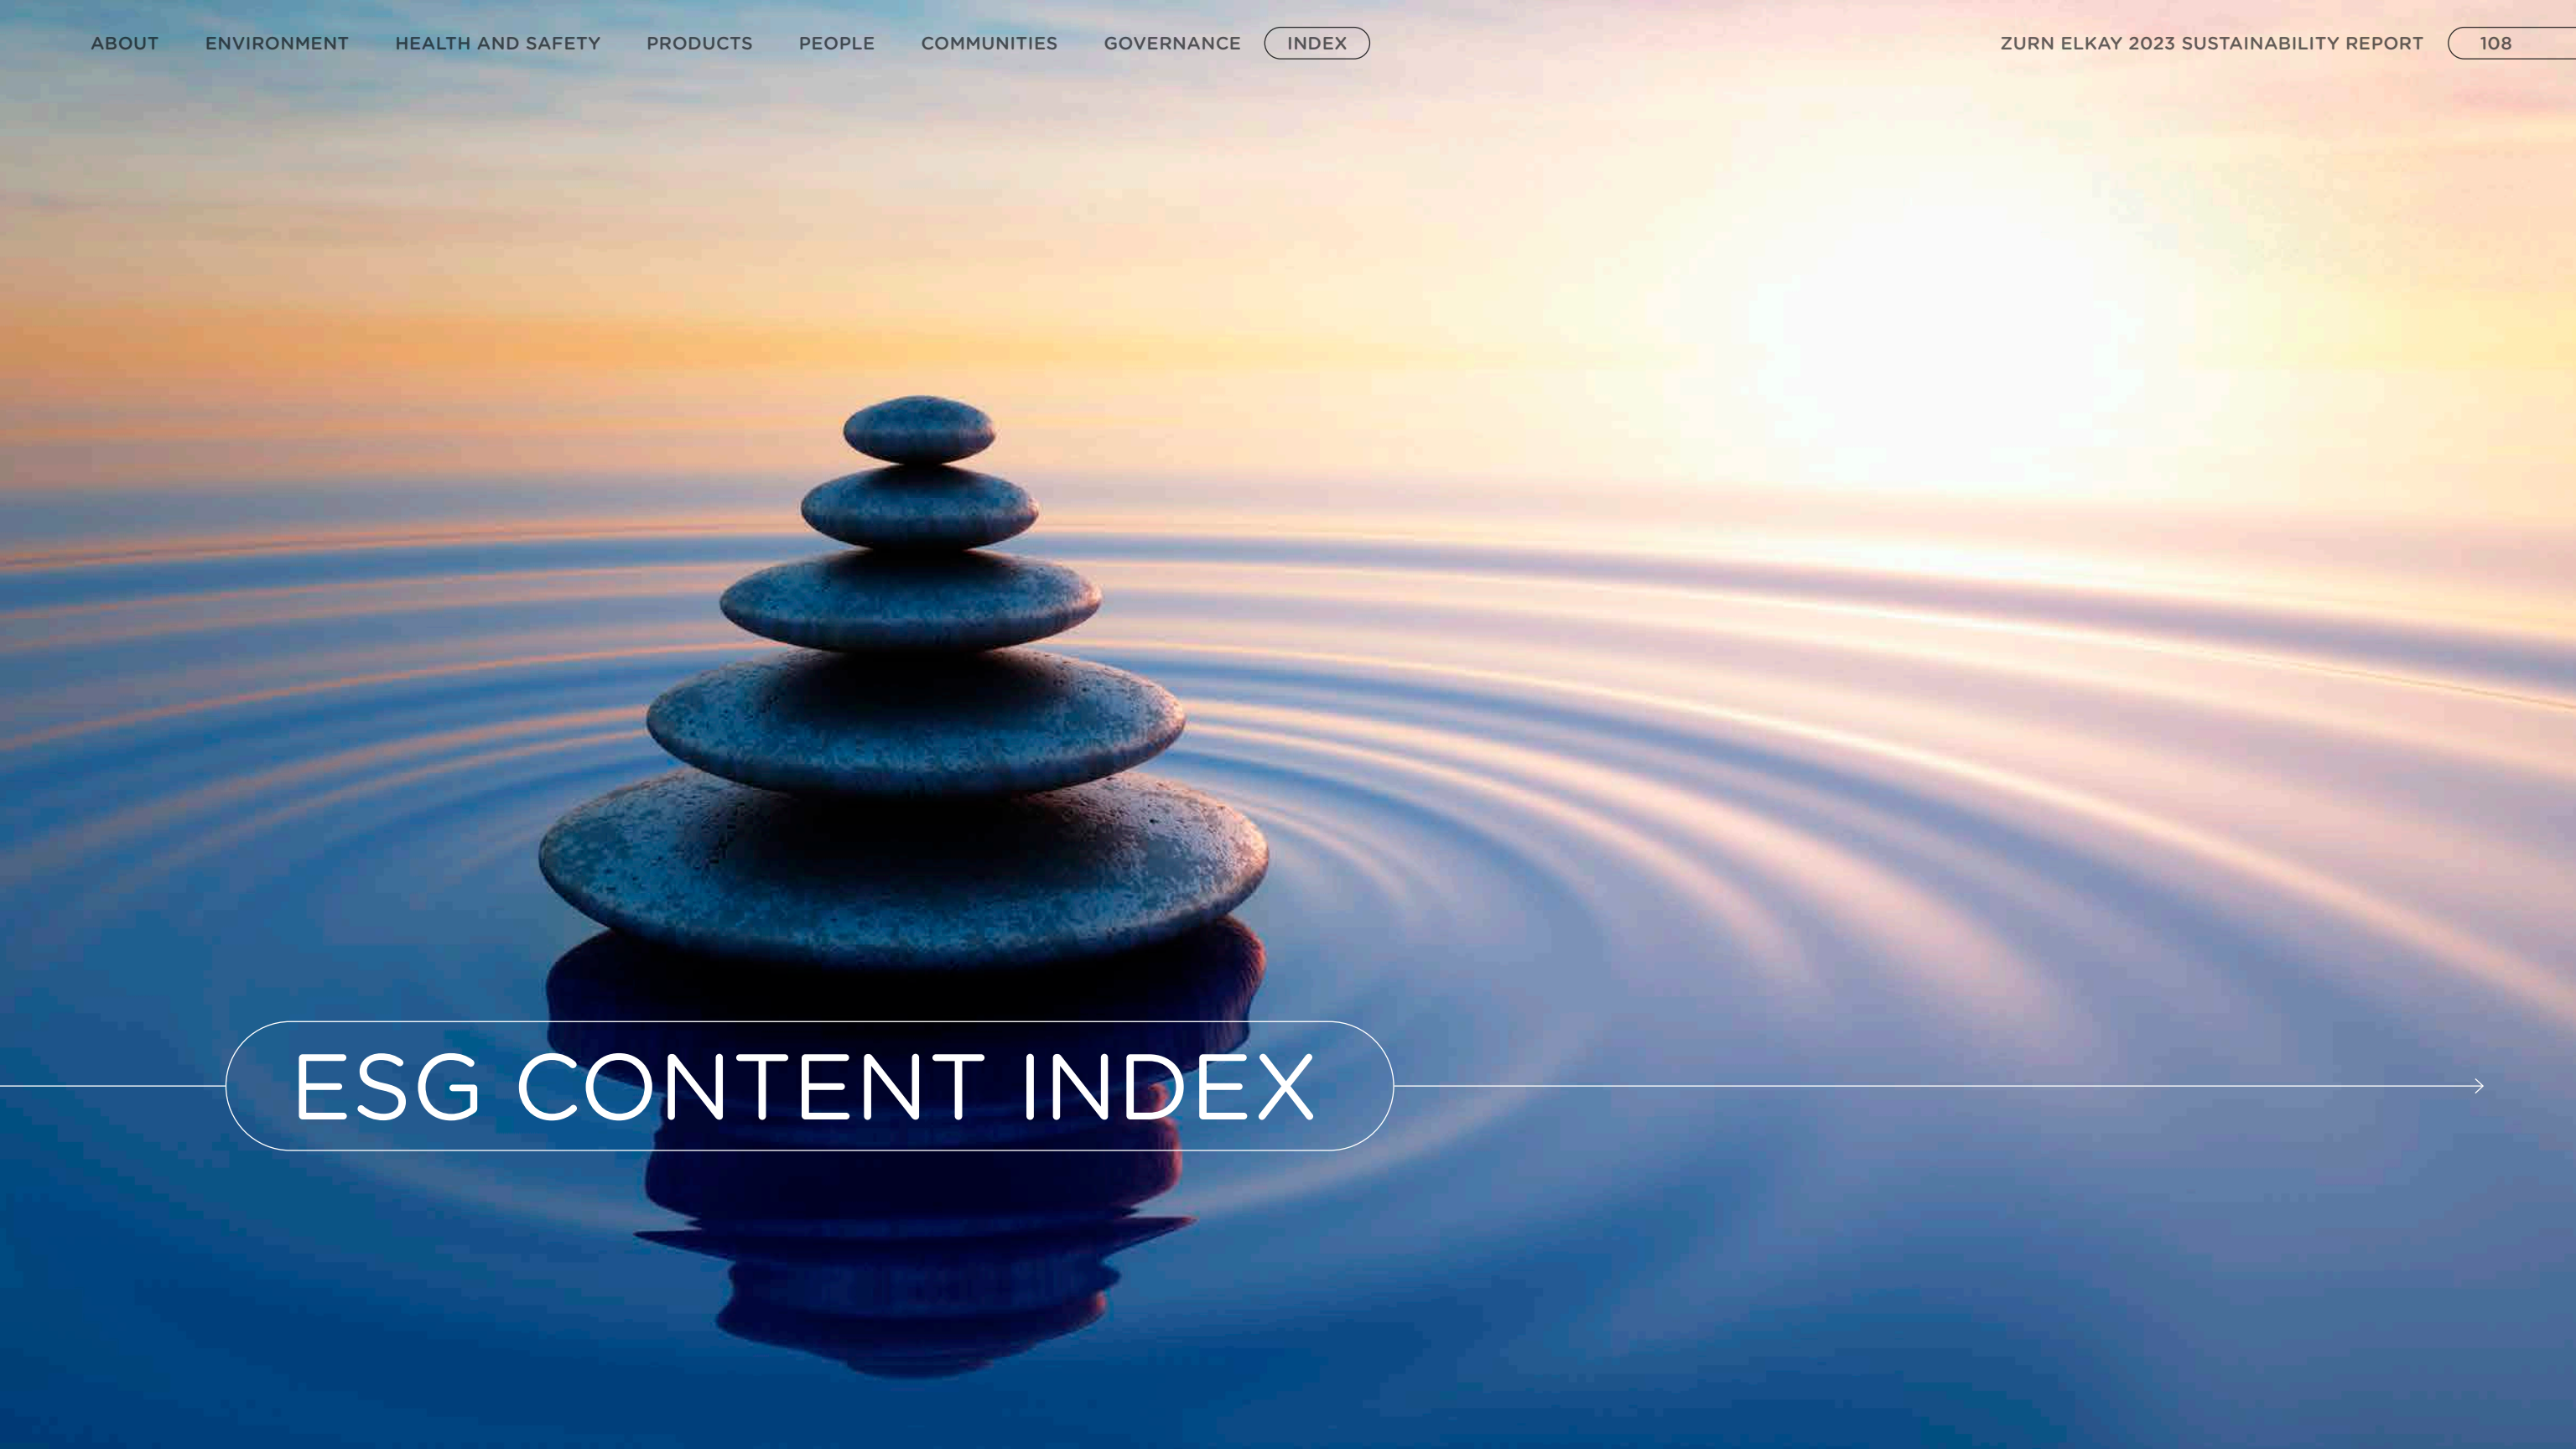 ABOUT ENVIRONMENT HEALTH AND SAFETY PRODUCTS PEOPLE COMMUNITIES GOVERNANCE INDEX ZURN ELKAY 2023 SUSTAINABILITY REPORT 108
ESG CONTENT INDEX